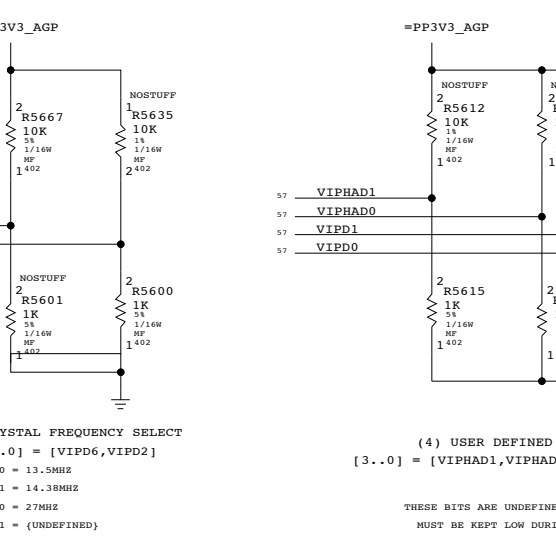 3V3_AGP
2
R5667
10K
5%
1/16W
MF
1 402
NOSTUFF
1
R5635
10K
1%
1/16W
MF
2 402
NOSTUFF
2
R5601
1K
5%
1/16W
MF
1 402
2
R5600
1K
5%
1/16W
MF
1 402
YSTAL FREQUENCY SELECT
.0] = [VIPD6,VIPD2]
0 = 13.5MHZ
1 = 14.38MHZ
0 = 27MHZ
1 = {UNDEFINED}
=PP3V3_AGP
NOSTUFF
2
R5612
10K
1%
1/16W
MF
1 402
N
2
1
57 VIPHAD1
57 VIPHAD0
57 VIPD1
57 VIPD0
2
R5615
1K
5%
1/16W
MF
1 402
2
1
(4) USER DEFINED
[3..0] = [VIPHAD1,VIPHAD
THESE BITS ARE UNDEFINE
MUST BE KEPT LOW DURI